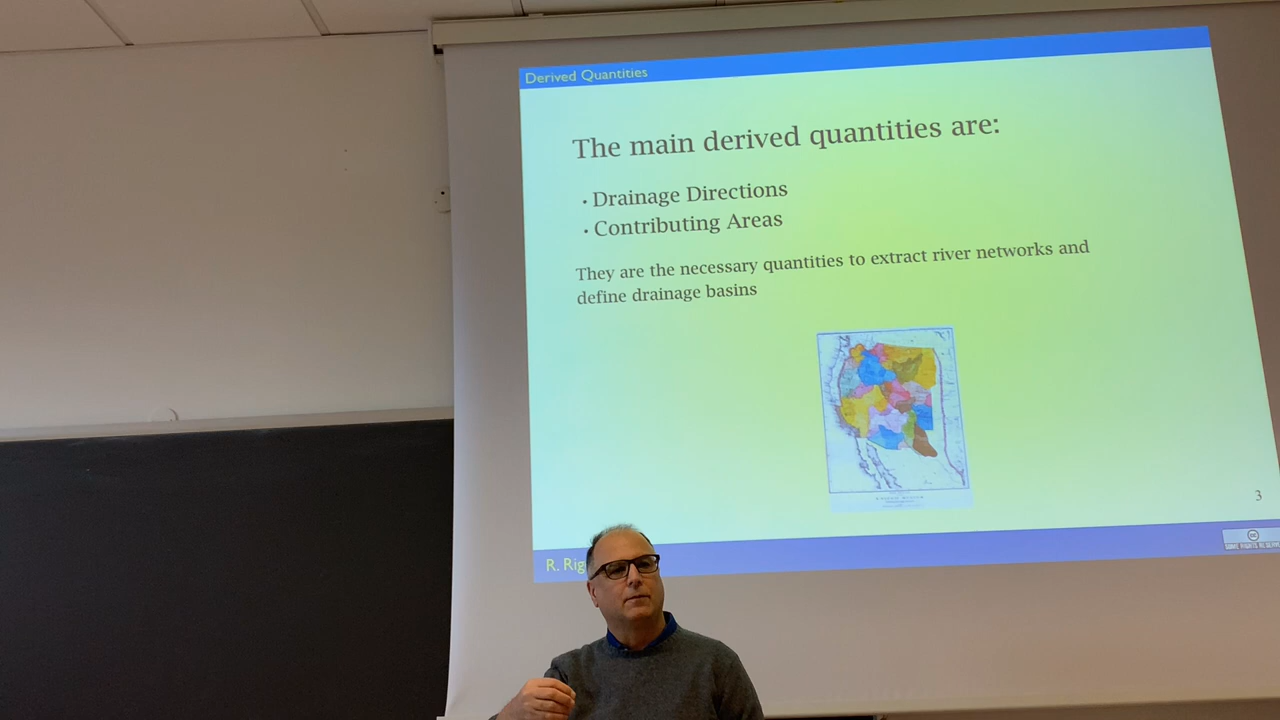 Derived Quantities
The main derived quantities are:
· Drainage Directions
· Contributing Areas
They are the necessary quantities to extract river networks and
define drainage basins
3
R. Rig
cc